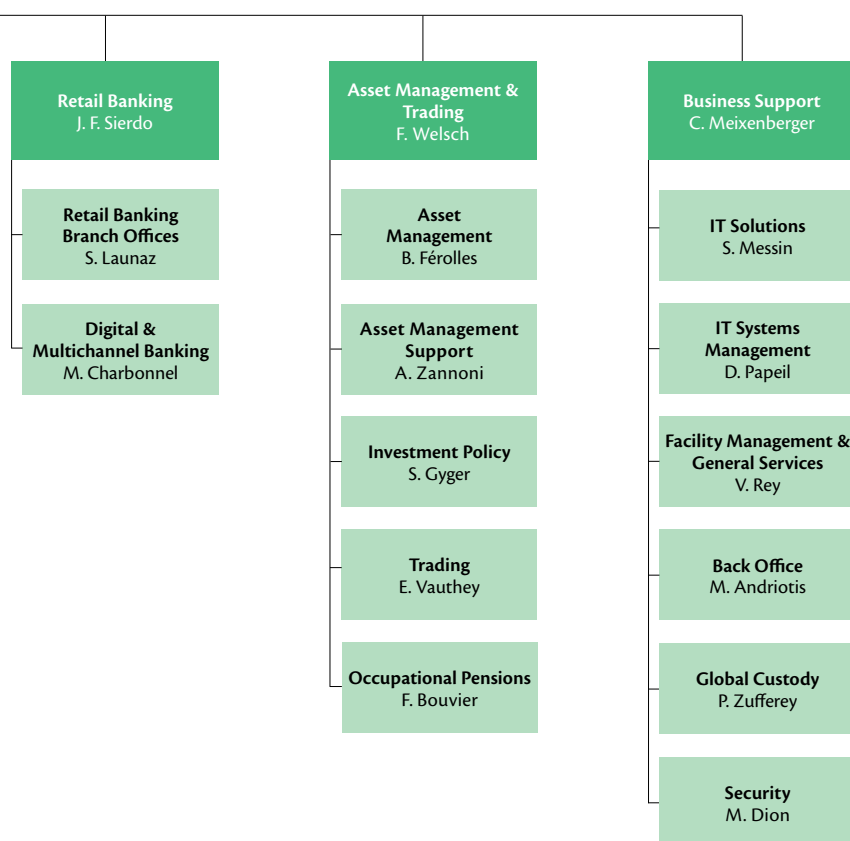 Retail Banking
J. F. Sierdo
Retail Banking
Branch Offices
S. Launaz
Digital &
Multichannel Banking
M. Charbonnel
Asset Management &
Trading
F. Welsch
Asset
Management
B. Férolles
Asset Management
Support
A. Zannoni
Investment Policy
S. Gyger
Trading
E. Vauthey
Occupational Pensions
F. Bouvier
Business Support
C. Meixenberger
IT Solutions
S. Messin
IT Systems
Management
D. Papeil
Facility Management &
General Services
V. Rey
Back Office
M. Andriotis
Global Custody
P. Zufferey
Security
M. Dion